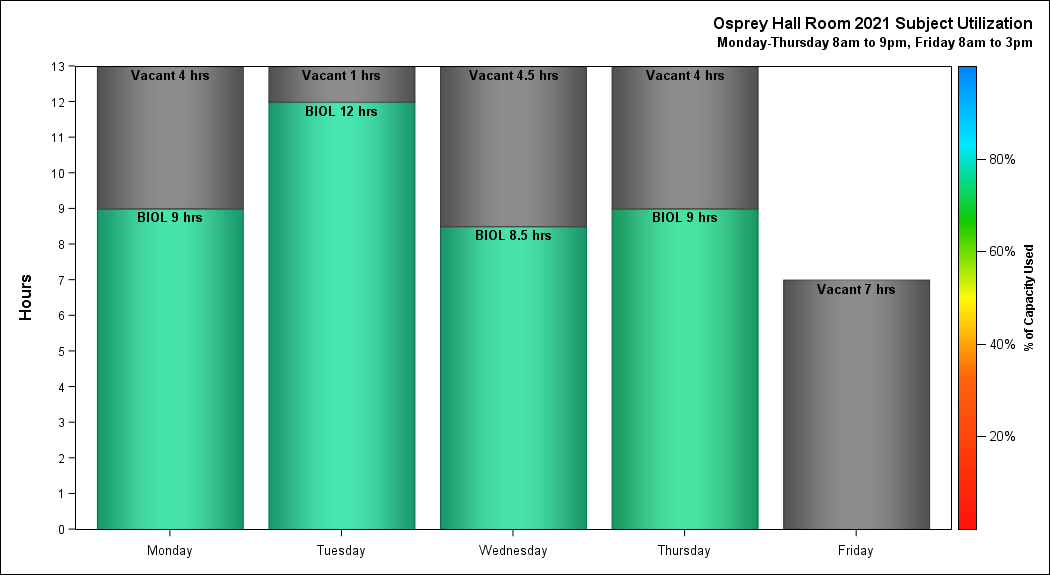 Osprey Hall Room 2021 Subject Utilization
Monday-Thursday 8am to 9pm, Friday 8am to 3pm
Hours
13
12
11
10
9
8
7
6
5
4
3
2
1
0
Vacant 4 hrs
BIOL 9 hrs
Vacant 1 hrs
BIOL 12 hrs
Vacant 4.5 hrs
BIOL 8.5 hrs
Vacant 4 hrs
BIOL 9 hrs
Vacant 7 hrs
Monday
Tuesday
Wednesday
Thursday
Friday
80%
60%
40%
20%
% of Capacity Used